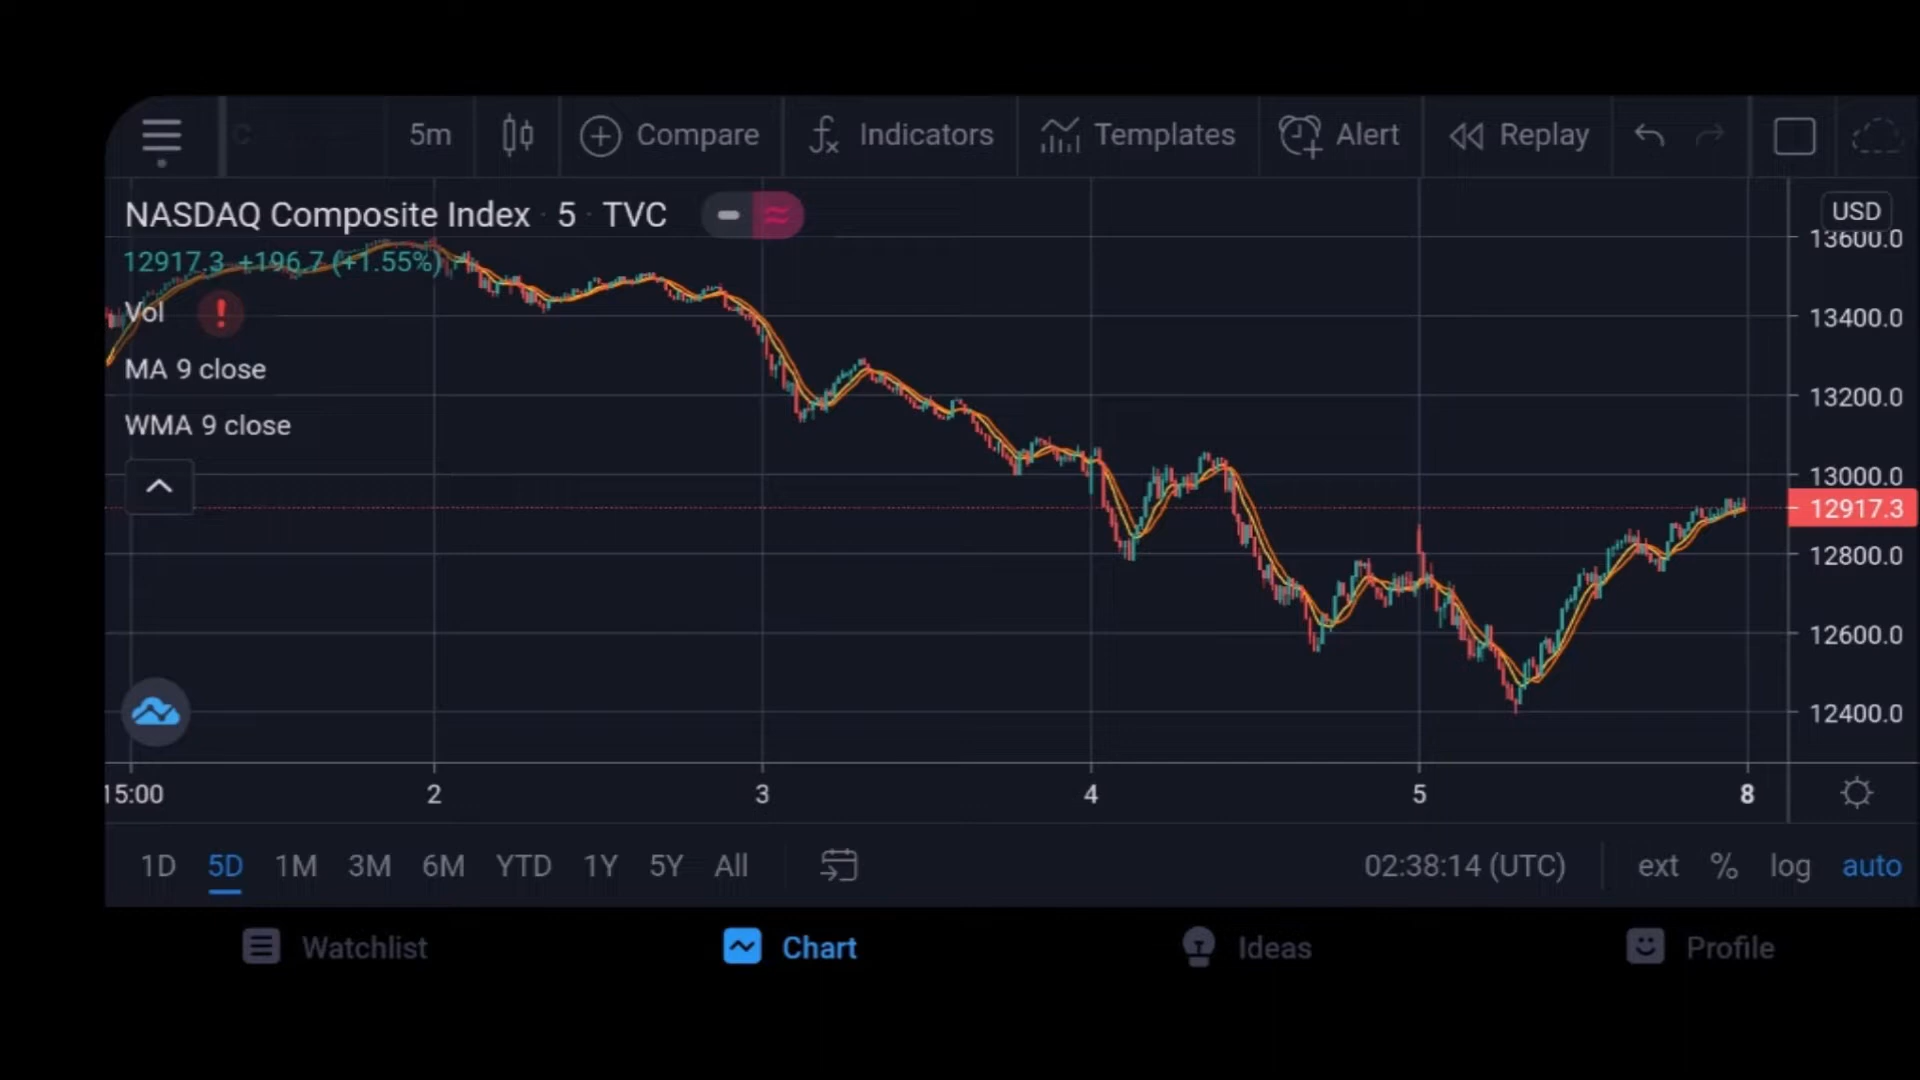 5m Compare Indicators Templates Alert Replay
NASDAQ Composite Index · 5 · TVC
USD
12917.3 +196.7 (+1.55%)
13600.0
Vol !
13400.0
MA 9 close
13200.0
WMA 9 close
13000.0
12917.3
12800.0
12600.0
12400.0
15:00 2 3 4 5 8
1D 5D 1M 3M 6M YTD 1Y 5Y All 02:38:14 (UTC) ext % log auto
Watchlist Chart Ideas Profile